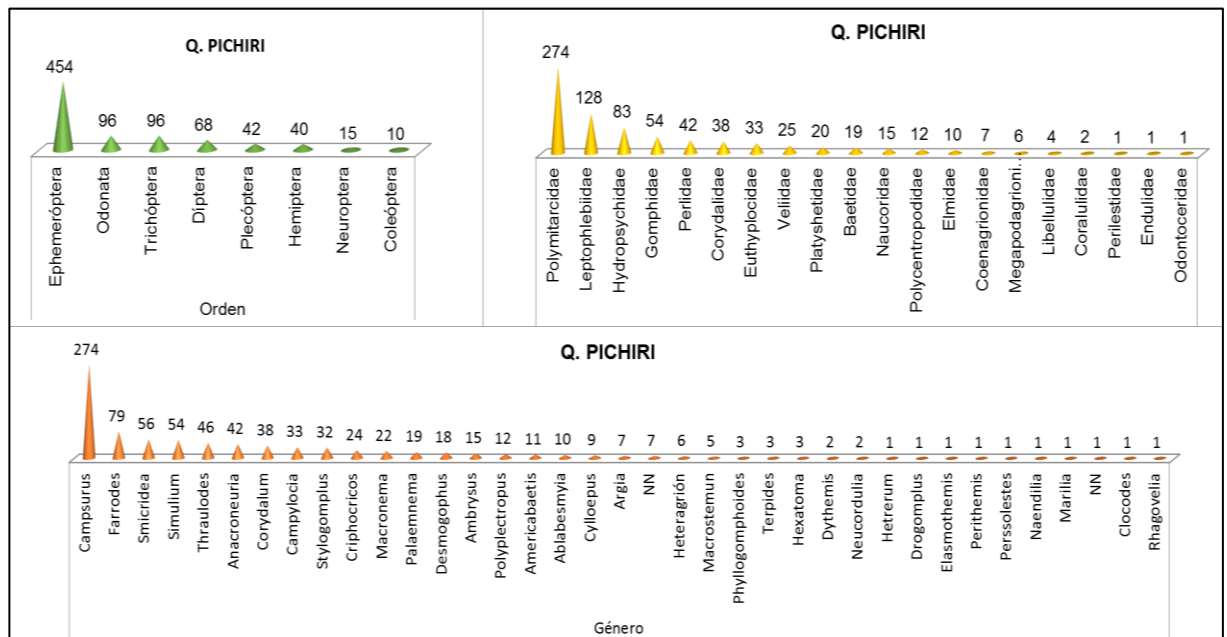 Q. PICHIRI
454
96
96
68
42
40
15
10
Ephemeróptera
Odonata
Trichóptera
Diptera
Plecóptera
Hemiptera
Neuroptera
Coleóptera
Orden
Q. PICHIRI
274
128
83
54
42
38
33
25
20
19
15
12
10
7
6
4
2
1
1
1
Polymitarcidae
Leptophlebiidae
Hydropsychidae
Gomphidae
Perlidae
Corydalidae
Euthyplocidae
Veliidae
Platyshetidae
Baetidae
Naucoridae
Polycentropodidae
Elmidae
Coenagrionidae
Megapodagrioni…
Libellulidae
Coralulidae
Perilestidae
Endulidae
Odontoceridae
Q. PICHIRI
274
79
56
54
46
42
38
33
32
24
22
19
18
15
12
11
10
9
7
7
6
5
3
3
3
2
2
1
1
1
1
1
1
1
1
1
1
Campsurus
Farrodes
Smicridea
Simulium
Thraulodes
Anacroneuria
Corydalum
Campylocia
Stylogomplus
Criphocricos
Macronema
Palaemnema
Desmogophus
Ambrysus
Polyplectropus
Americabaetis
Ablabesmyia
Cylloepus
Argia
NN
Heteragrión
Macrostemun
Phyllogomphoides
Terpides
Hexatoma
Dythemis
Neucordulia
Hetrerum
Drogomplus
Elasmothemis
Perithemis
Perssolestes
Naendilia
Marilia
NN
Clocodes
Rhagovelia
Género